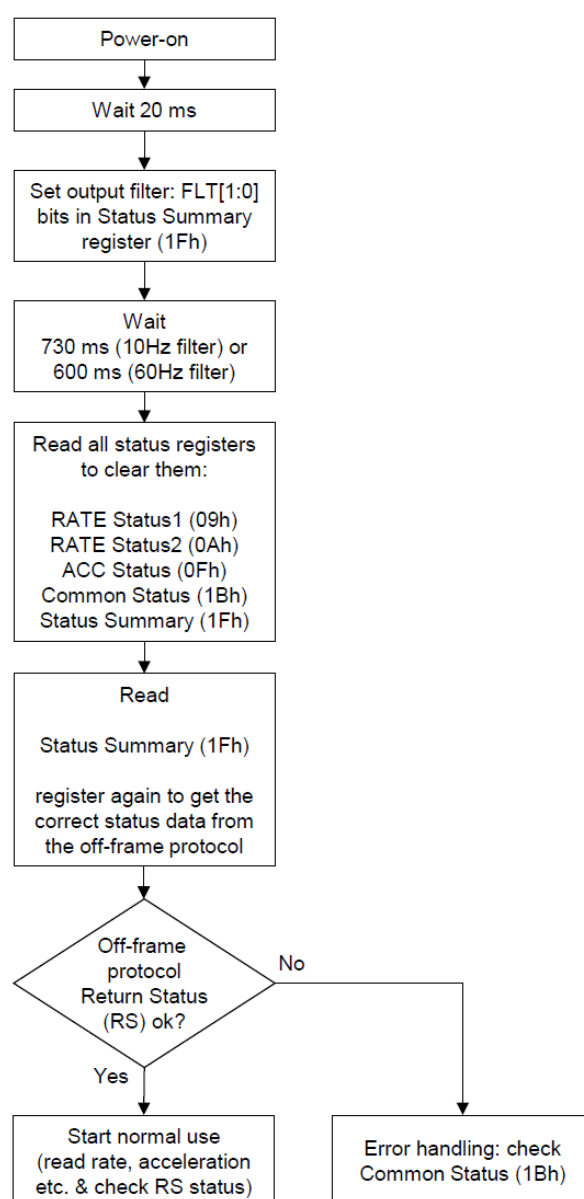 Power-on
Wait 20 ms
Set output filter: FLT[1:0]
bits in Status Summary
register (1Fh)
Wait
730 ms (10Hz filter) or
600 ms (60Hz filter)
Read all status registers
to clear them:
RATE Status1 (09h)
RATE Status2 (0Ah)
ACC Status (0Fh)
Common Status (1Bh)
Status Summary (1Fh)
Read
Status Summary (1Fh)
register again to get the
correct status data from
the off-frame protocol
Off-frame
protocol
Return Status
(RS) ok?
No
Yes
Start normal use
(read rate, acceleration
etc. & check RS status)
Error handling: check
Common Status (1Bh)